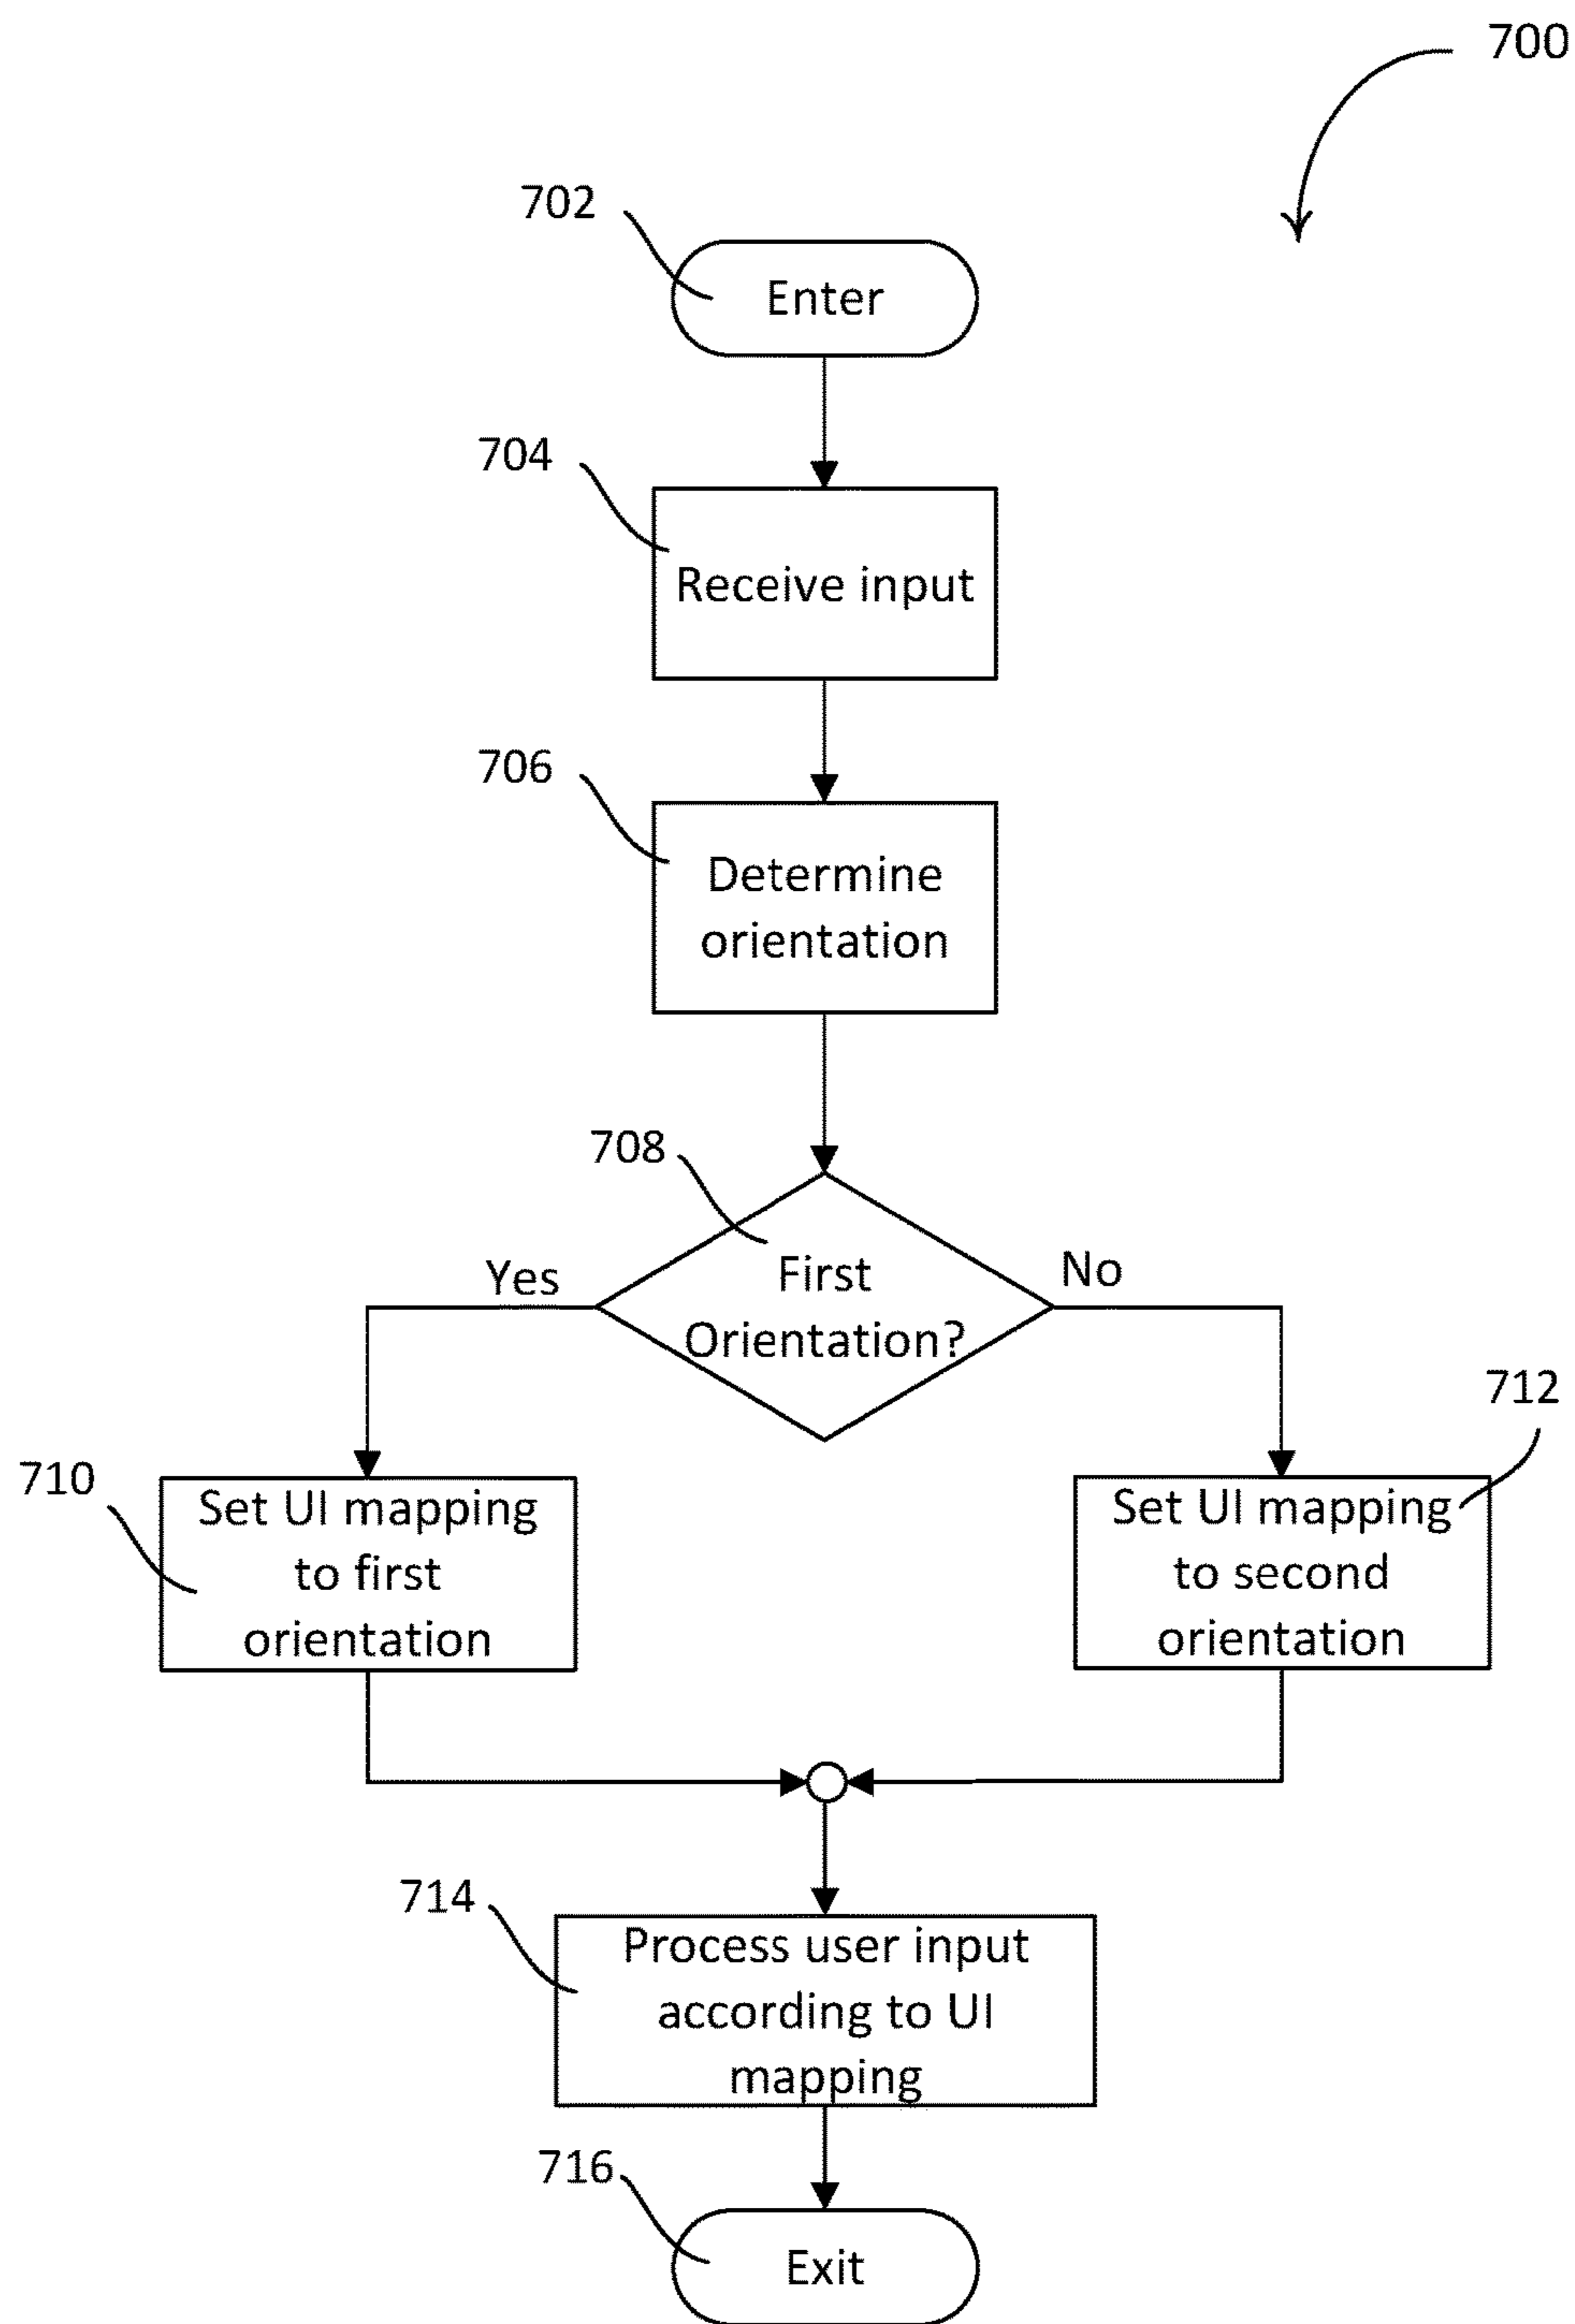 700
702
Enter
704
Receive input
706
Determine
orientation
708
First
Orientation?
Yes
No
710
Set UI mapping
to first
orientation
712
Set UI mapping
to second
orientation
714
Process user input
according to UI
mapping
716
Exit